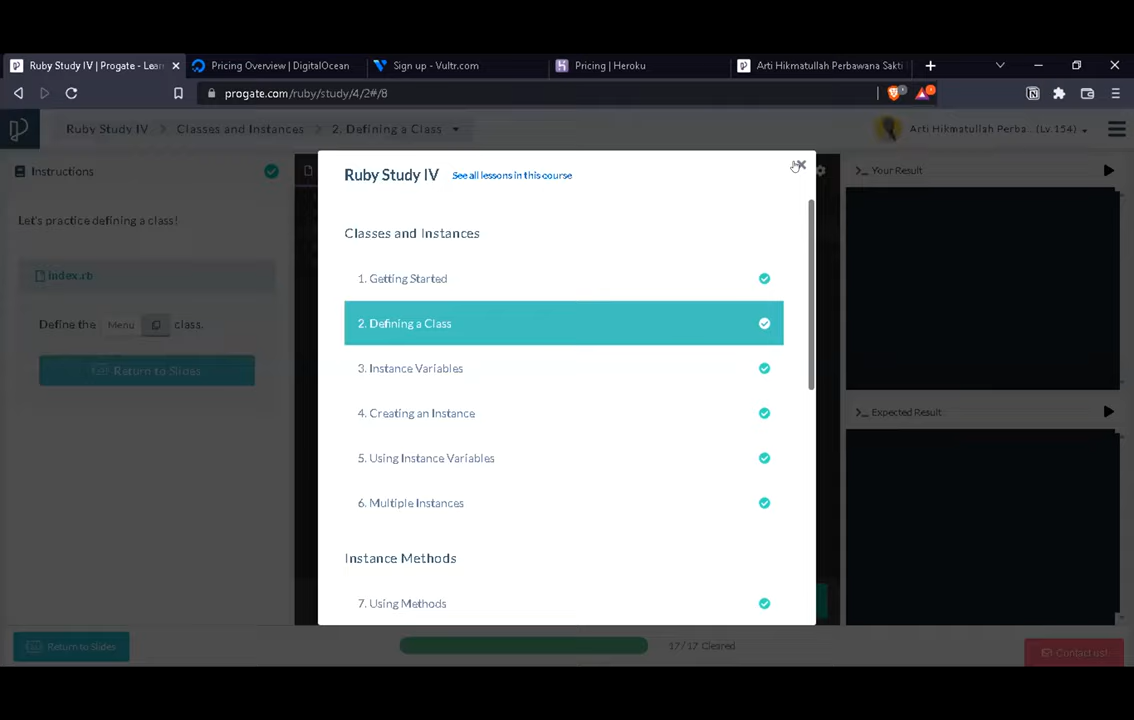 Ruby Study IV | Progate - Lear
Pricing Overview | DigitalOcean
Sign up - Vultr.com
Pricing | Heroku
Arti Hikmatullah Perbawana Sakti
progate.com/ruby/study/4/2#/8
Ruby Study IV > Classes and Instances > 2. Defining a Class
Arti Hikmatullah Perba... (Lv.154)
Instructions
Let's practice defining a class!
index.rb
Define the Menu class.
Return to Slides
Ruby Study IV See all lessons in this course
Classes and Instances
1. Getting Started
2. Defining a Class
3. Instance Variables
4. Creating an Instance
5. Using Instance Variables
6. Multiple Instances
Instance Methods
7. Using Methods
>_ Your Result
>_ Expected Result
Return to Slides
17/17 Cleared
Contact us!